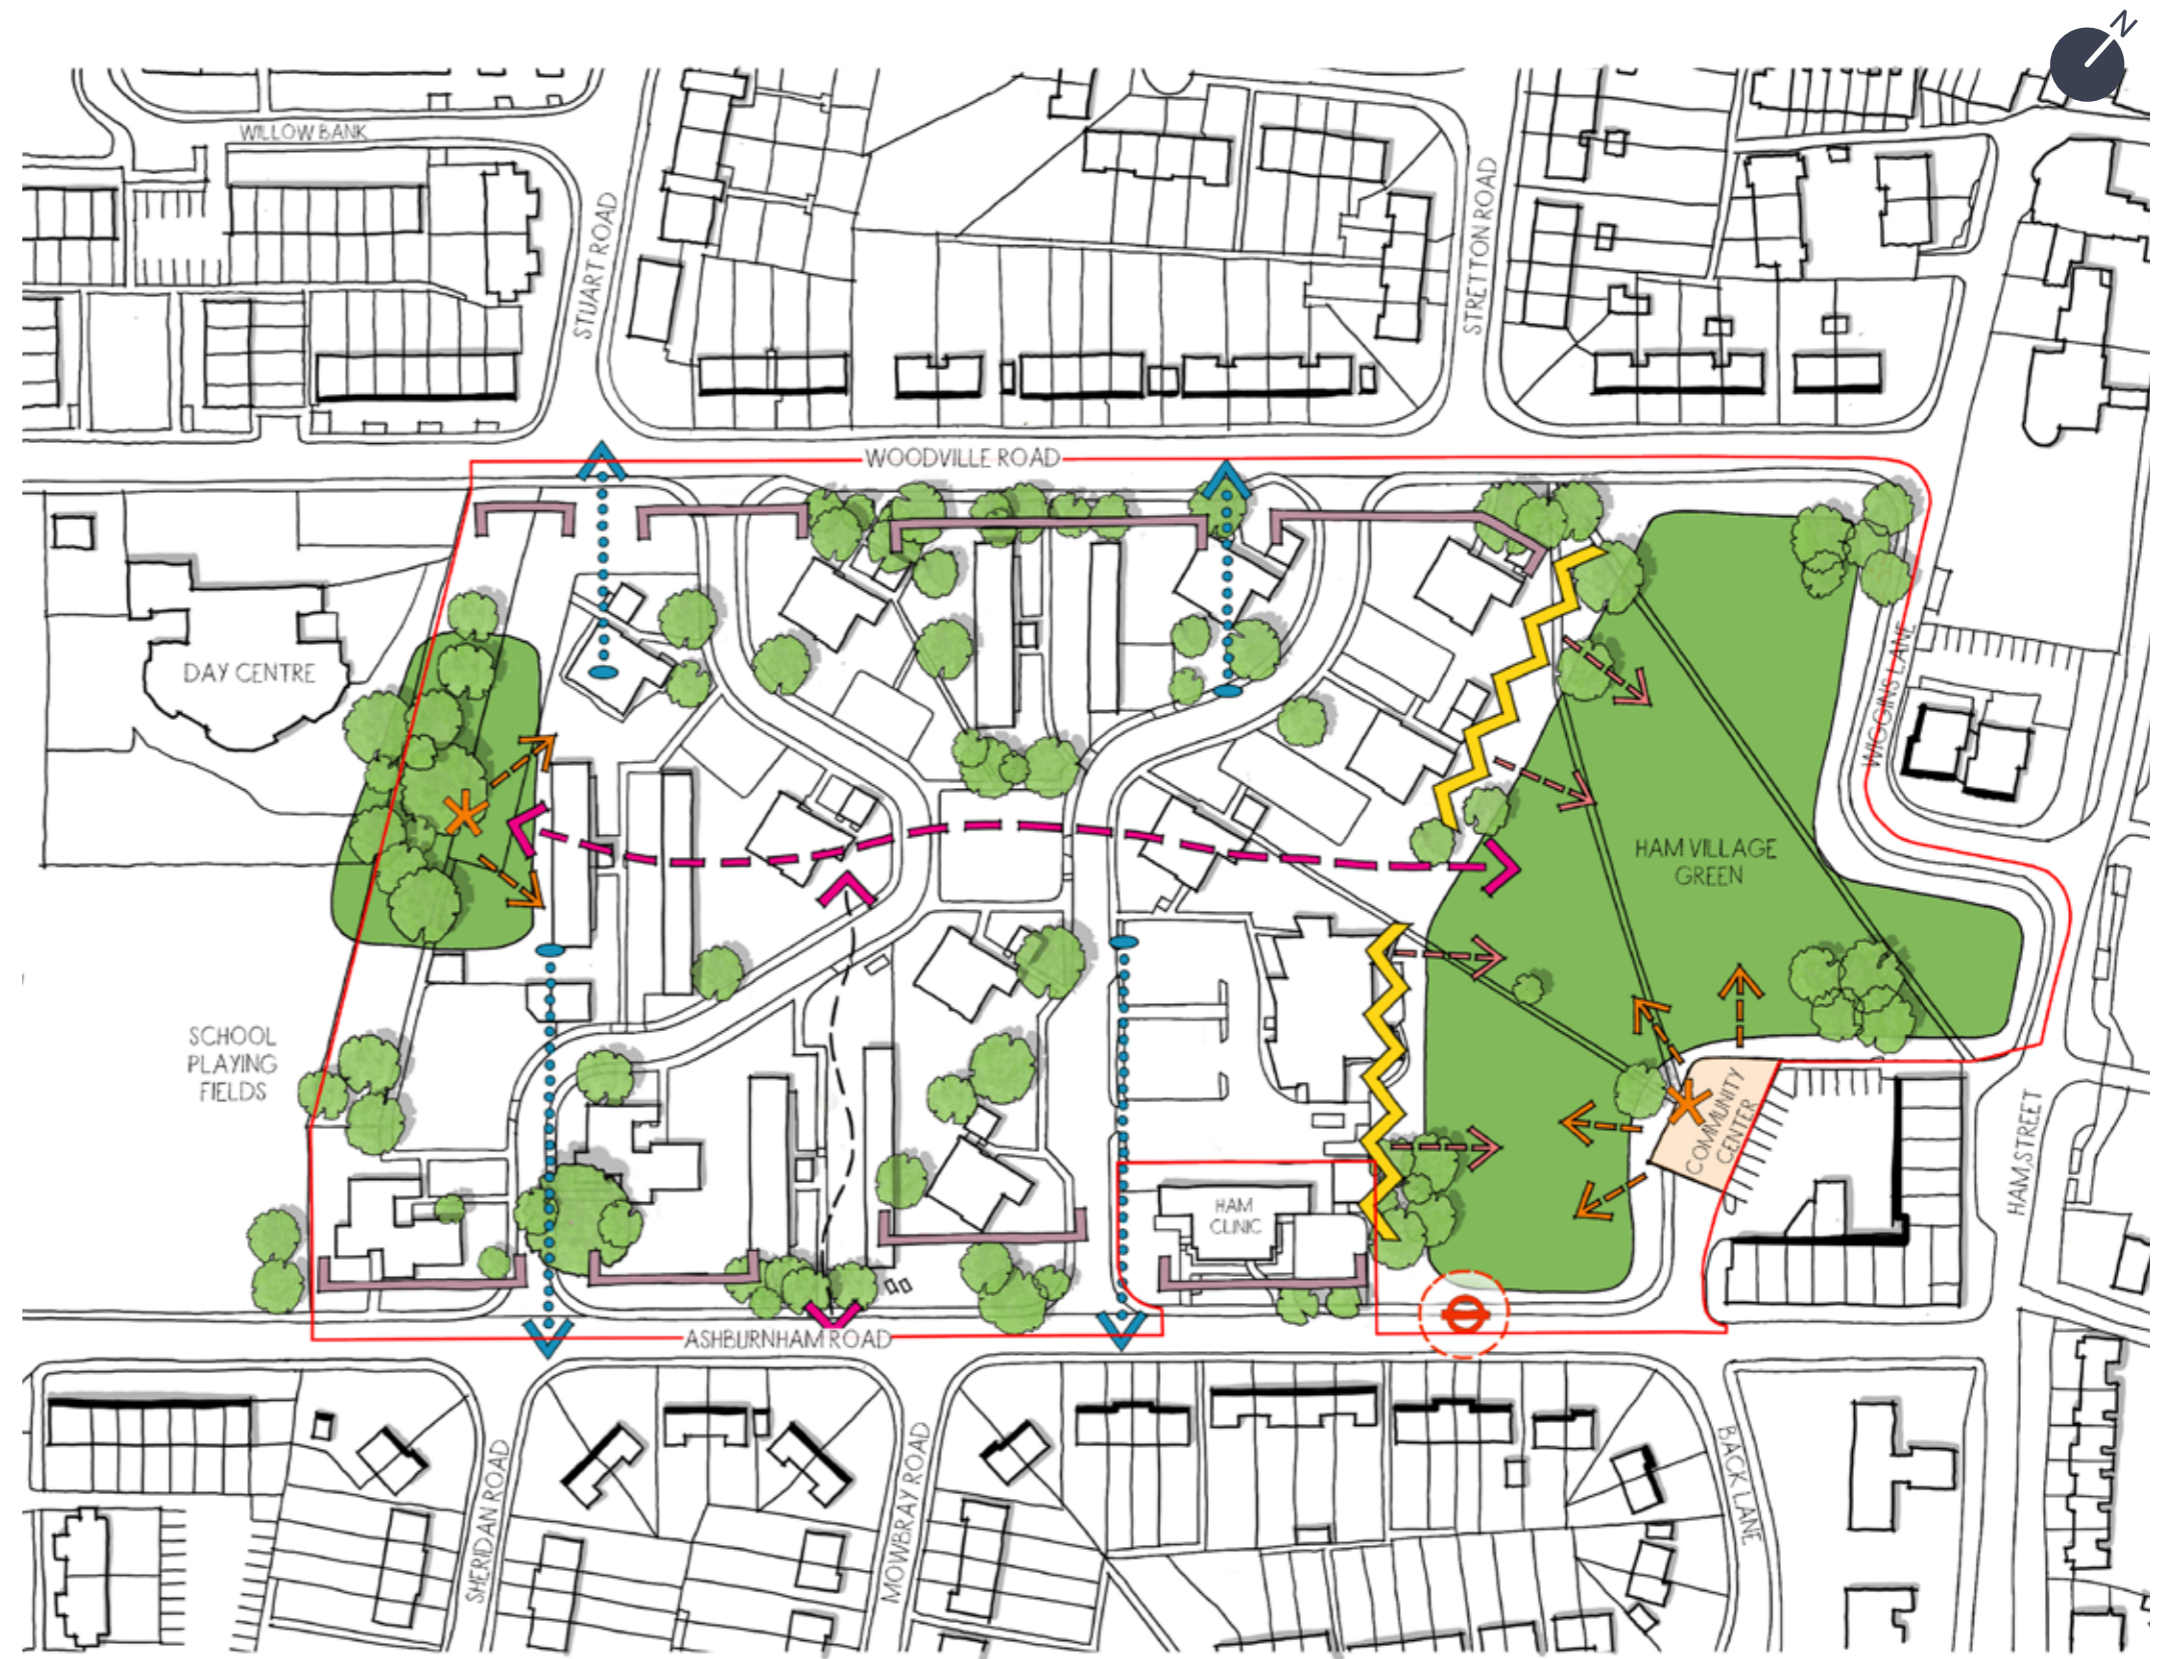 N
WILLOW BANK
STUART ROAD
STRETTON ROAD
WOODVILLE ROAD
DAY CENTRE
WIGGINS LANE
HAM VILLAGE
GREEN
SCHOOL
PLAYING
FIELDS
COMMUNITY
CENTER
HAM STREET
HAM
CLINIC
ASHBURNHAM ROAD
SHERIDAN ROAD
MOWBRAY ROAD
BACK LANE